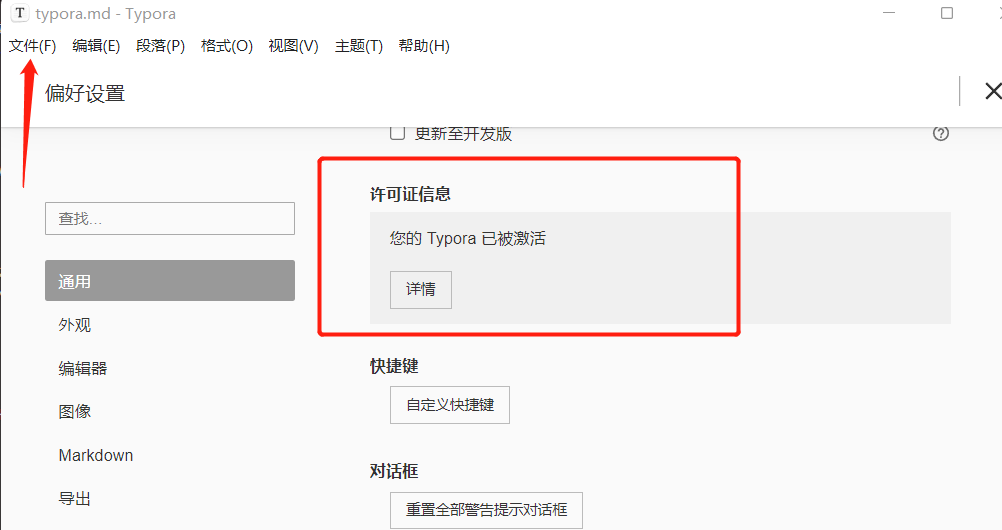 typora.md - Typora
文件(F) 编辑(E) 段落(P) 格式(O) 视图(V) 主题(T) 帮助(H)
偏好设置
更新至开发版
查找...
通用
外观
编辑器
图像
Markdown
导出
许可证信息
您的 Typora 已被激活
详情
快捷键
自定义快捷键
对话框
重置全部警告提示对话框